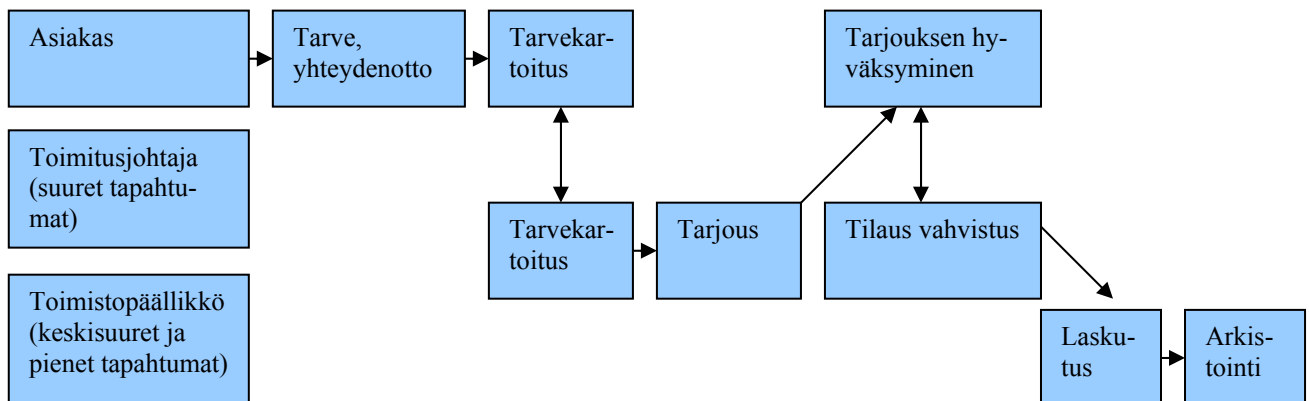 Asiakas
Tarve,
yhteydenotto
Tarvekar-
toitus
Tarjouksen hy-
väksyminen
Toimitusjohtaja
(suuret tapahtu-
mat)
Tarvekar-
toitus
Tarjous
Tilaus vahvistus
Toimistopäällikkö
(keskisuuret ja
pienet tapahtumat)
Lasku-
tus
Arkis-
tointi